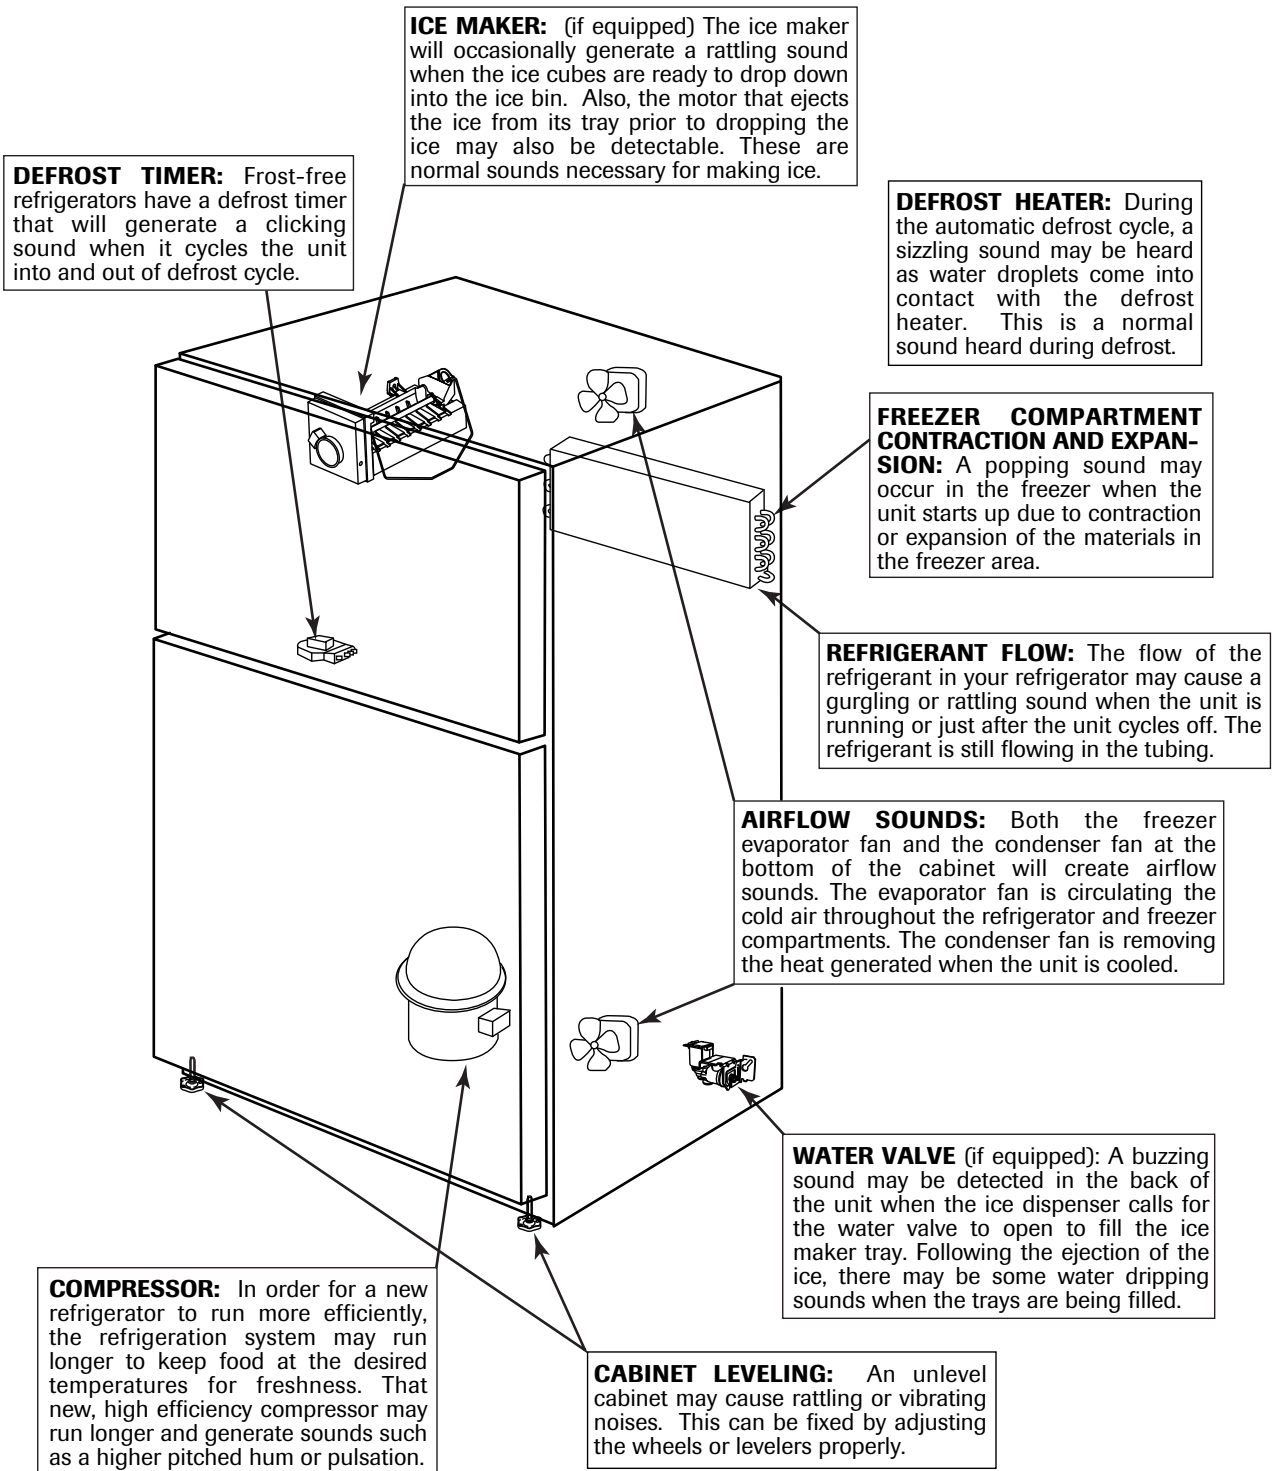 ICE MAKER: (if equipped) The ice maker
will occasionally generate a rattling sound
when the ice cubes are ready to drop down
into the ice bin. Also, the motor that ejects
the ice from its tray prior to dropping the
ice may also be detectable. These are
normal sounds necessary for making ice.
DEFROST TIMER: Frost-free
refrigerators have a defrost timer
that will generate a clicking
sound when it cycles the unit
into and out of defrost cycle.
DEFROST HEATER: During
the automatic defrost cycle, a
sizzling sound may be heard
as water droplets come into
contact with the defrost
heater. This is a normal
sound heard during defrost.
FREEZER COMPARTMENT
CONTRACTION AND EXPAN-
SION: A popping sound may
occur in the freezer when the
unit starts up due to contraction
or expansion of the materials in
the freezer area.
REFRIGERANT FLOW: The flow of the
refrigerant in your refrigerator may cause a
gurgling or rattling sound when the unit is
running or just after the unit cycles off. The
refrigerant is still flowing in the tubing.
AIRFLOW SOUNDS: Both the freezer
evaporator fan and the condenser fan at the
bottom of the cabinet will create airflow
sounds. The evaporator fan is circulating the
cold air throughout the refrigerator and freezer
compartments. The condenser fan is removing
the heat generated when the unit is cooled.
WATER VALVE (if equipped): A buzzing
sound may be detected in the back of
the unit when the ice dispenser calls for
the water valve to open to fill the ice
maker tray. Following the ejection of the
ice, there may be some water dripping
sounds when the trays are being filled.
COMPRESSOR: In order for a new
refrigerator to run more efficiently,
the refrigeration system may run
longer to keep food at the desired
temperatures for freshness. That
new, high efficiency compressor may
run longer and generate sounds such
as a higher pitched hum or pulsation.
CABINET LEVELING: An unlevel
cabinet may cause rattling or vibrating
noises. This can be fixed by adjusting
the wheels or levelers properly.